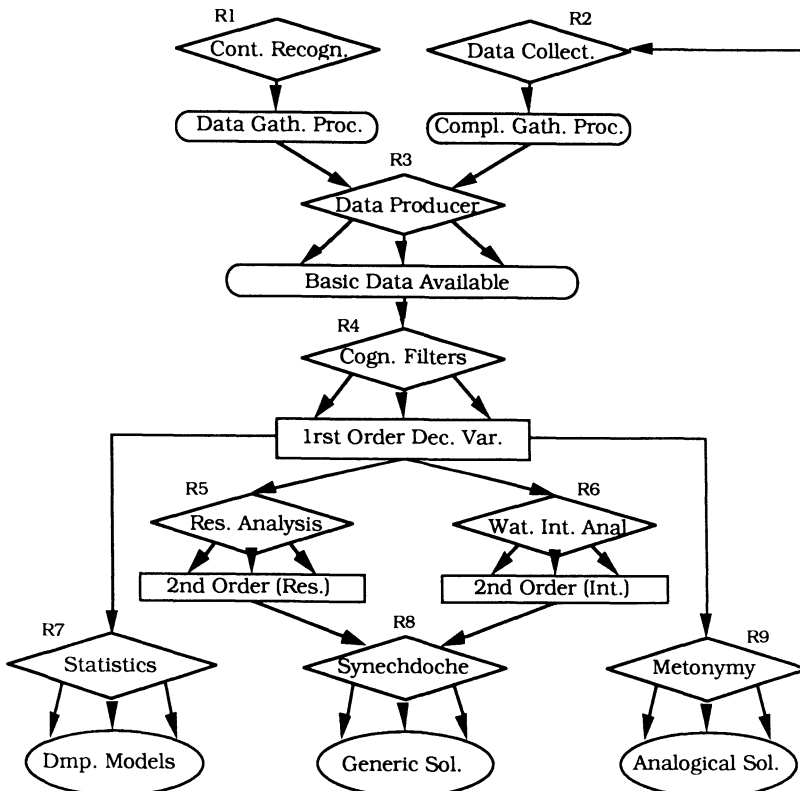 R1
R2
Cont. Recogn.
Data Collect.
Data Gath. Proc.
Compl. Gath. Proc.
R3
Data Producer
Basic Data Available
R4
Cogn. Filters
1rst Order Dec. Var.
R5
R6
Res. Analysis
Wat. Int. Anal
2nd Order (Res.)
2nd Order (Int.)
R7
R8
R9
Statistics
Synechdoche
Metonymy
Dmp. Models
Generic Sol.
Analogical Sol.